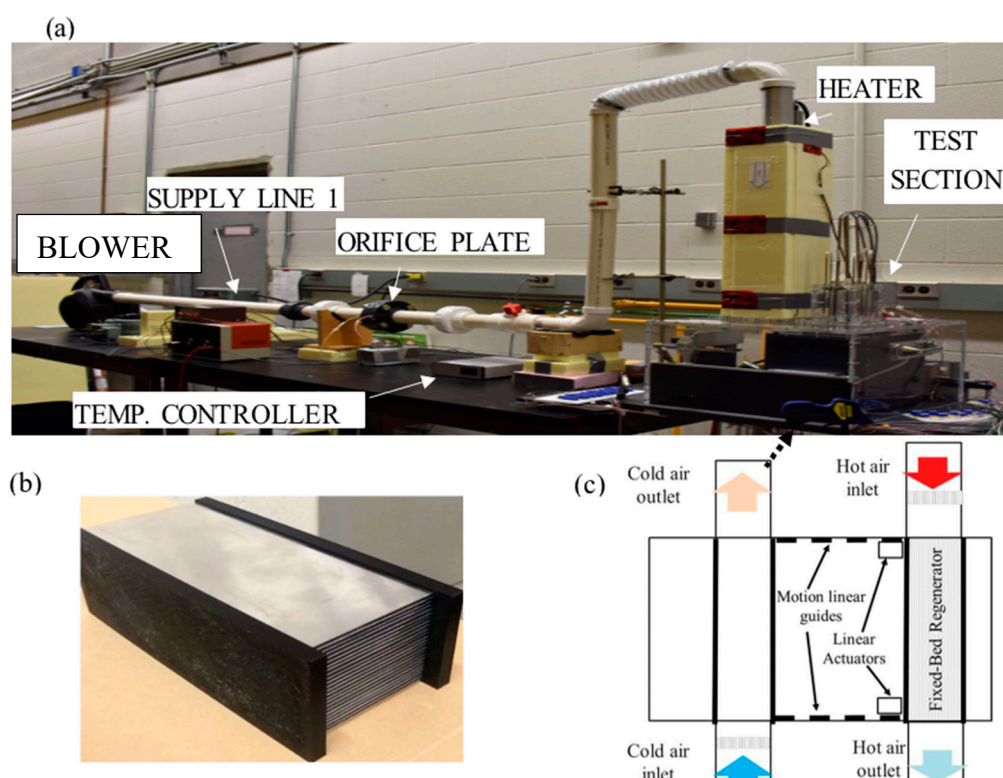 (a)
HEATER
TEST
SECTION
SUPPLY LINE 1
BLOWER
ORIFICE PLATE
TEMP. CONTROLLER
(b)
(c)
Cold air
outlet
Hot air
inlet
Motion linear
guides
Linear
Actuators
Fixed-Bed Regenerator
Cold air
inlet
Hot air
outlet